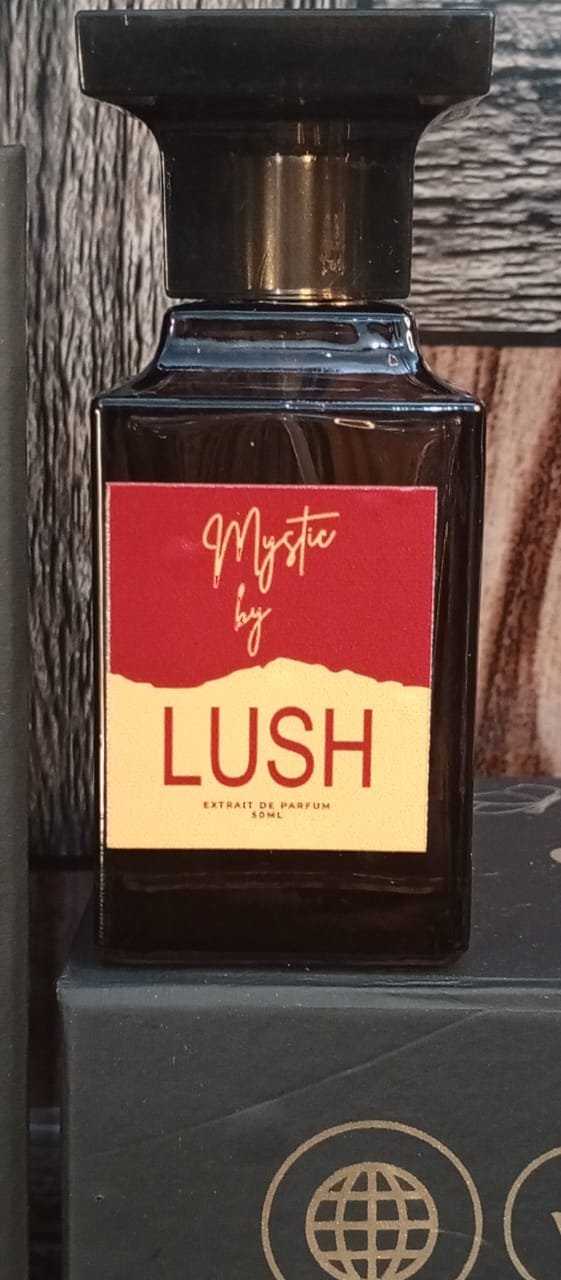 Mystic
by
LUSH
EXTRAIT DE PARFUM
50ML